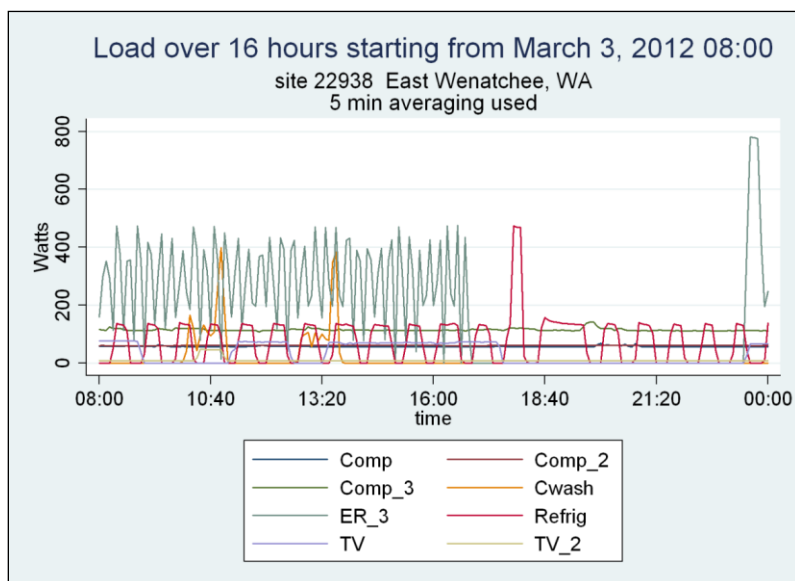 Load over 16 hours starting from March 3, 2012 08:00
site 22938 East Wenatchee, WA
5 min averaging used
Watts
800
600
400
200
0
08:00 10:40 13:20 16:00 18:40 21:20 00:00
time
Comp Comp_2
Comp_3 Cwash
ER_3 Refrig
TV TV_2